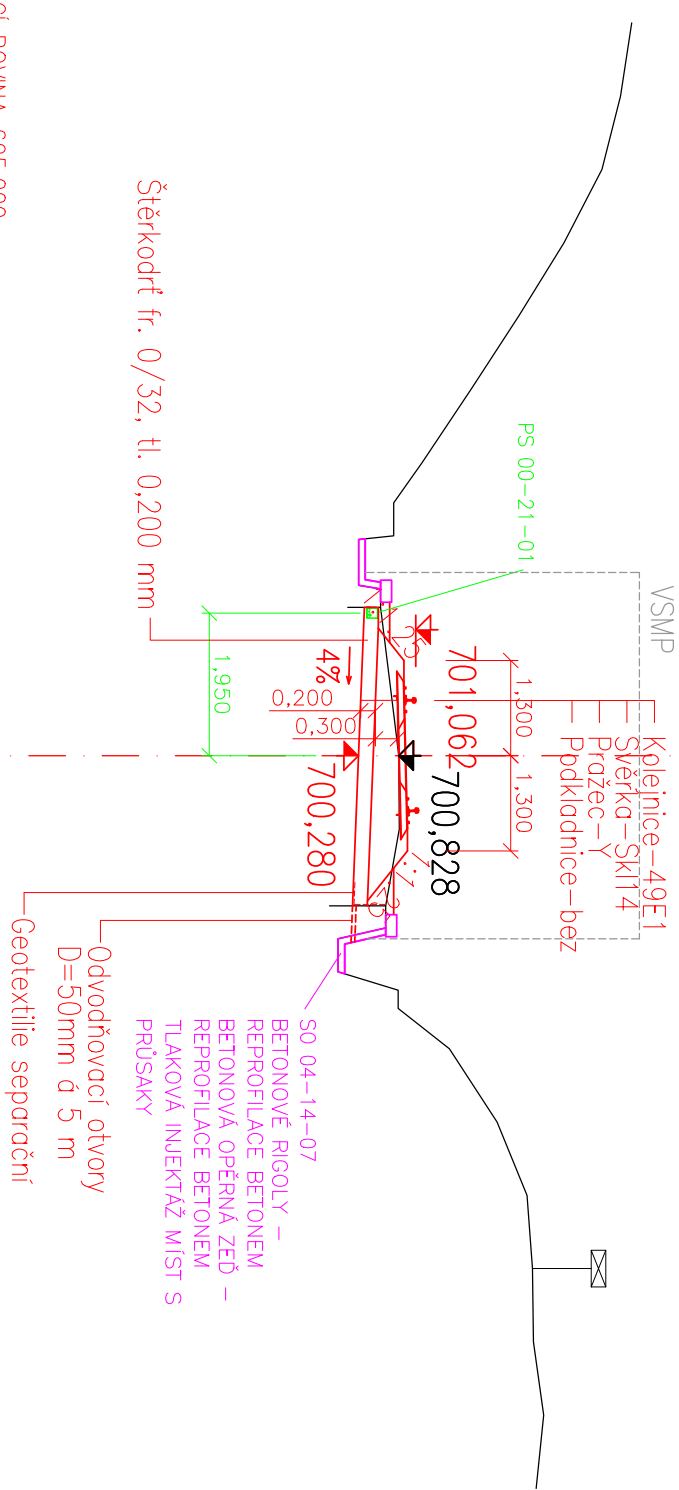 VSMP
Kolejnice-49E1
Svěrka-Skl14
Pražec-Y
Podkladnice-bez
1,300
1,300
PS 00-21-01
701,062
700,828
1:1,25
0,200
0,300
4%
700,280
1,950
Štěrkodrť fr. 0/32, tl. 0,200 mm
SO 04-14-07
BETONOVÉ RIGOLY -
REPROFILACE BETONEM
BETONOVÁ OPĚRNÁ ZEĎ -
REPROFILACE BETONEM
TLAKOVÁ INJEKTÁŽ MÍST S
PRŮSAKY
Odvodňovací otvory
D=50mm á 5 m
Geotextilie separační
ROVINA